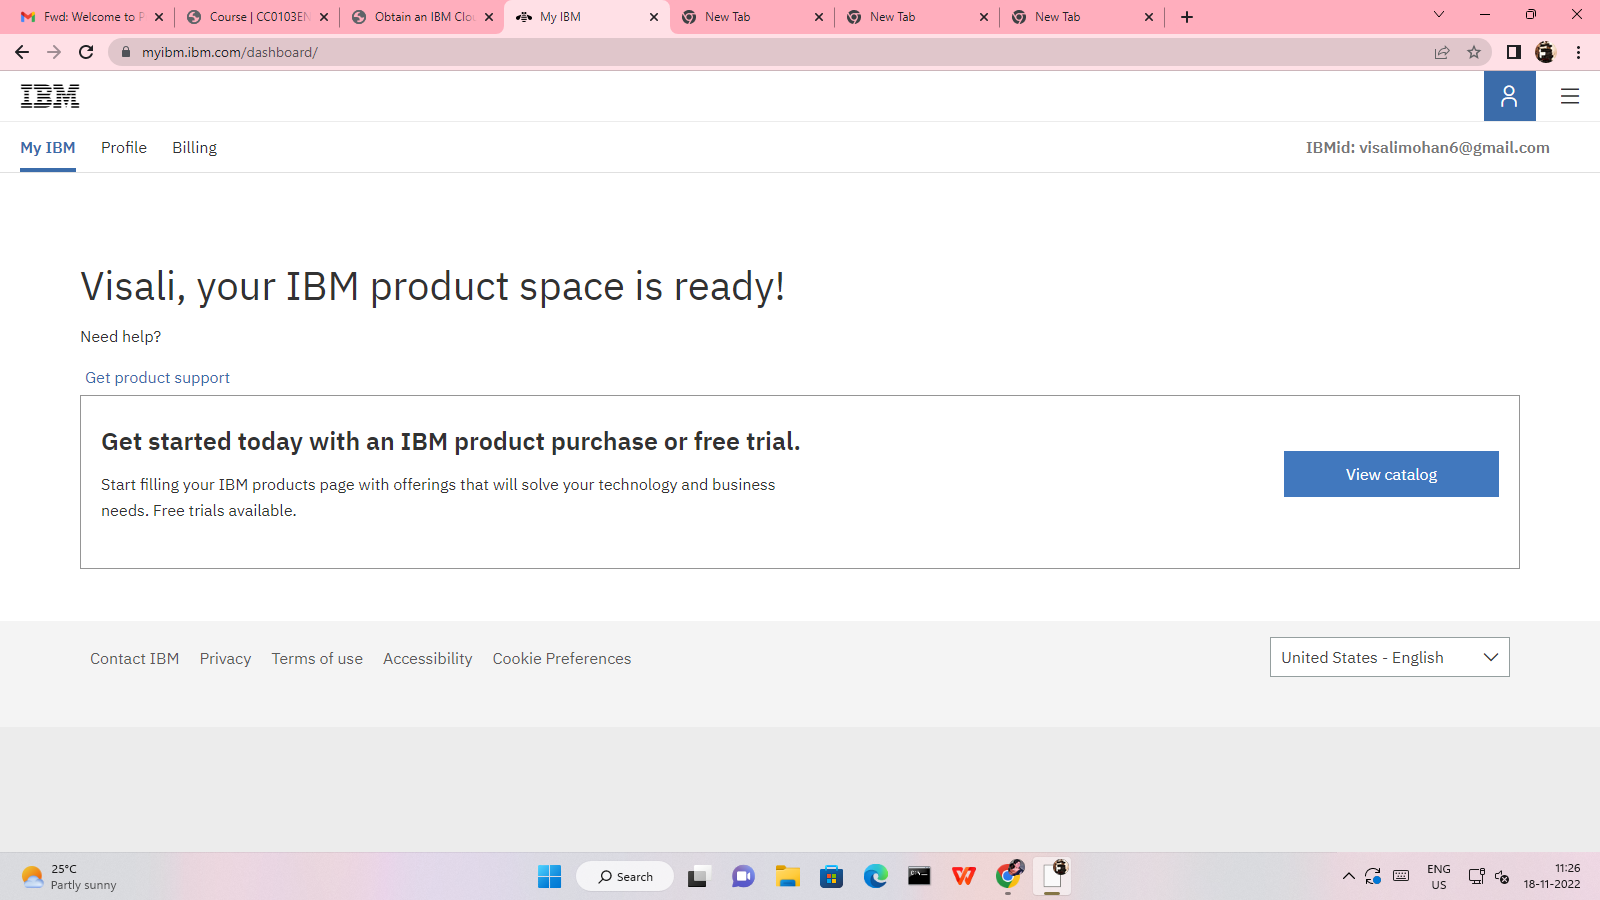 Fwd: Welcome to P
Course | CC0103EN
Obtain an IBM Clou
My IBM
New Tab
New Tab
New Tab
myibm.ibm.com/dashboard/
IBM
My IBM
Profile
Billing
IBMid: visalimohan6@gmail.com
Visali, your IBM product space is ready!
Need help?
Get product support
Get started today with an IBM product purchase or free trial.
Start filling your IBM products page with offerings that will solve your technology and business
needs. Free trials available.
View catalog
Contact IBM
Privacy
Terms of use
Accessibility
Cookie Preferences
United States - English
25°C
Partly sunny
Search
ENG
US
11:26
18-11-2022